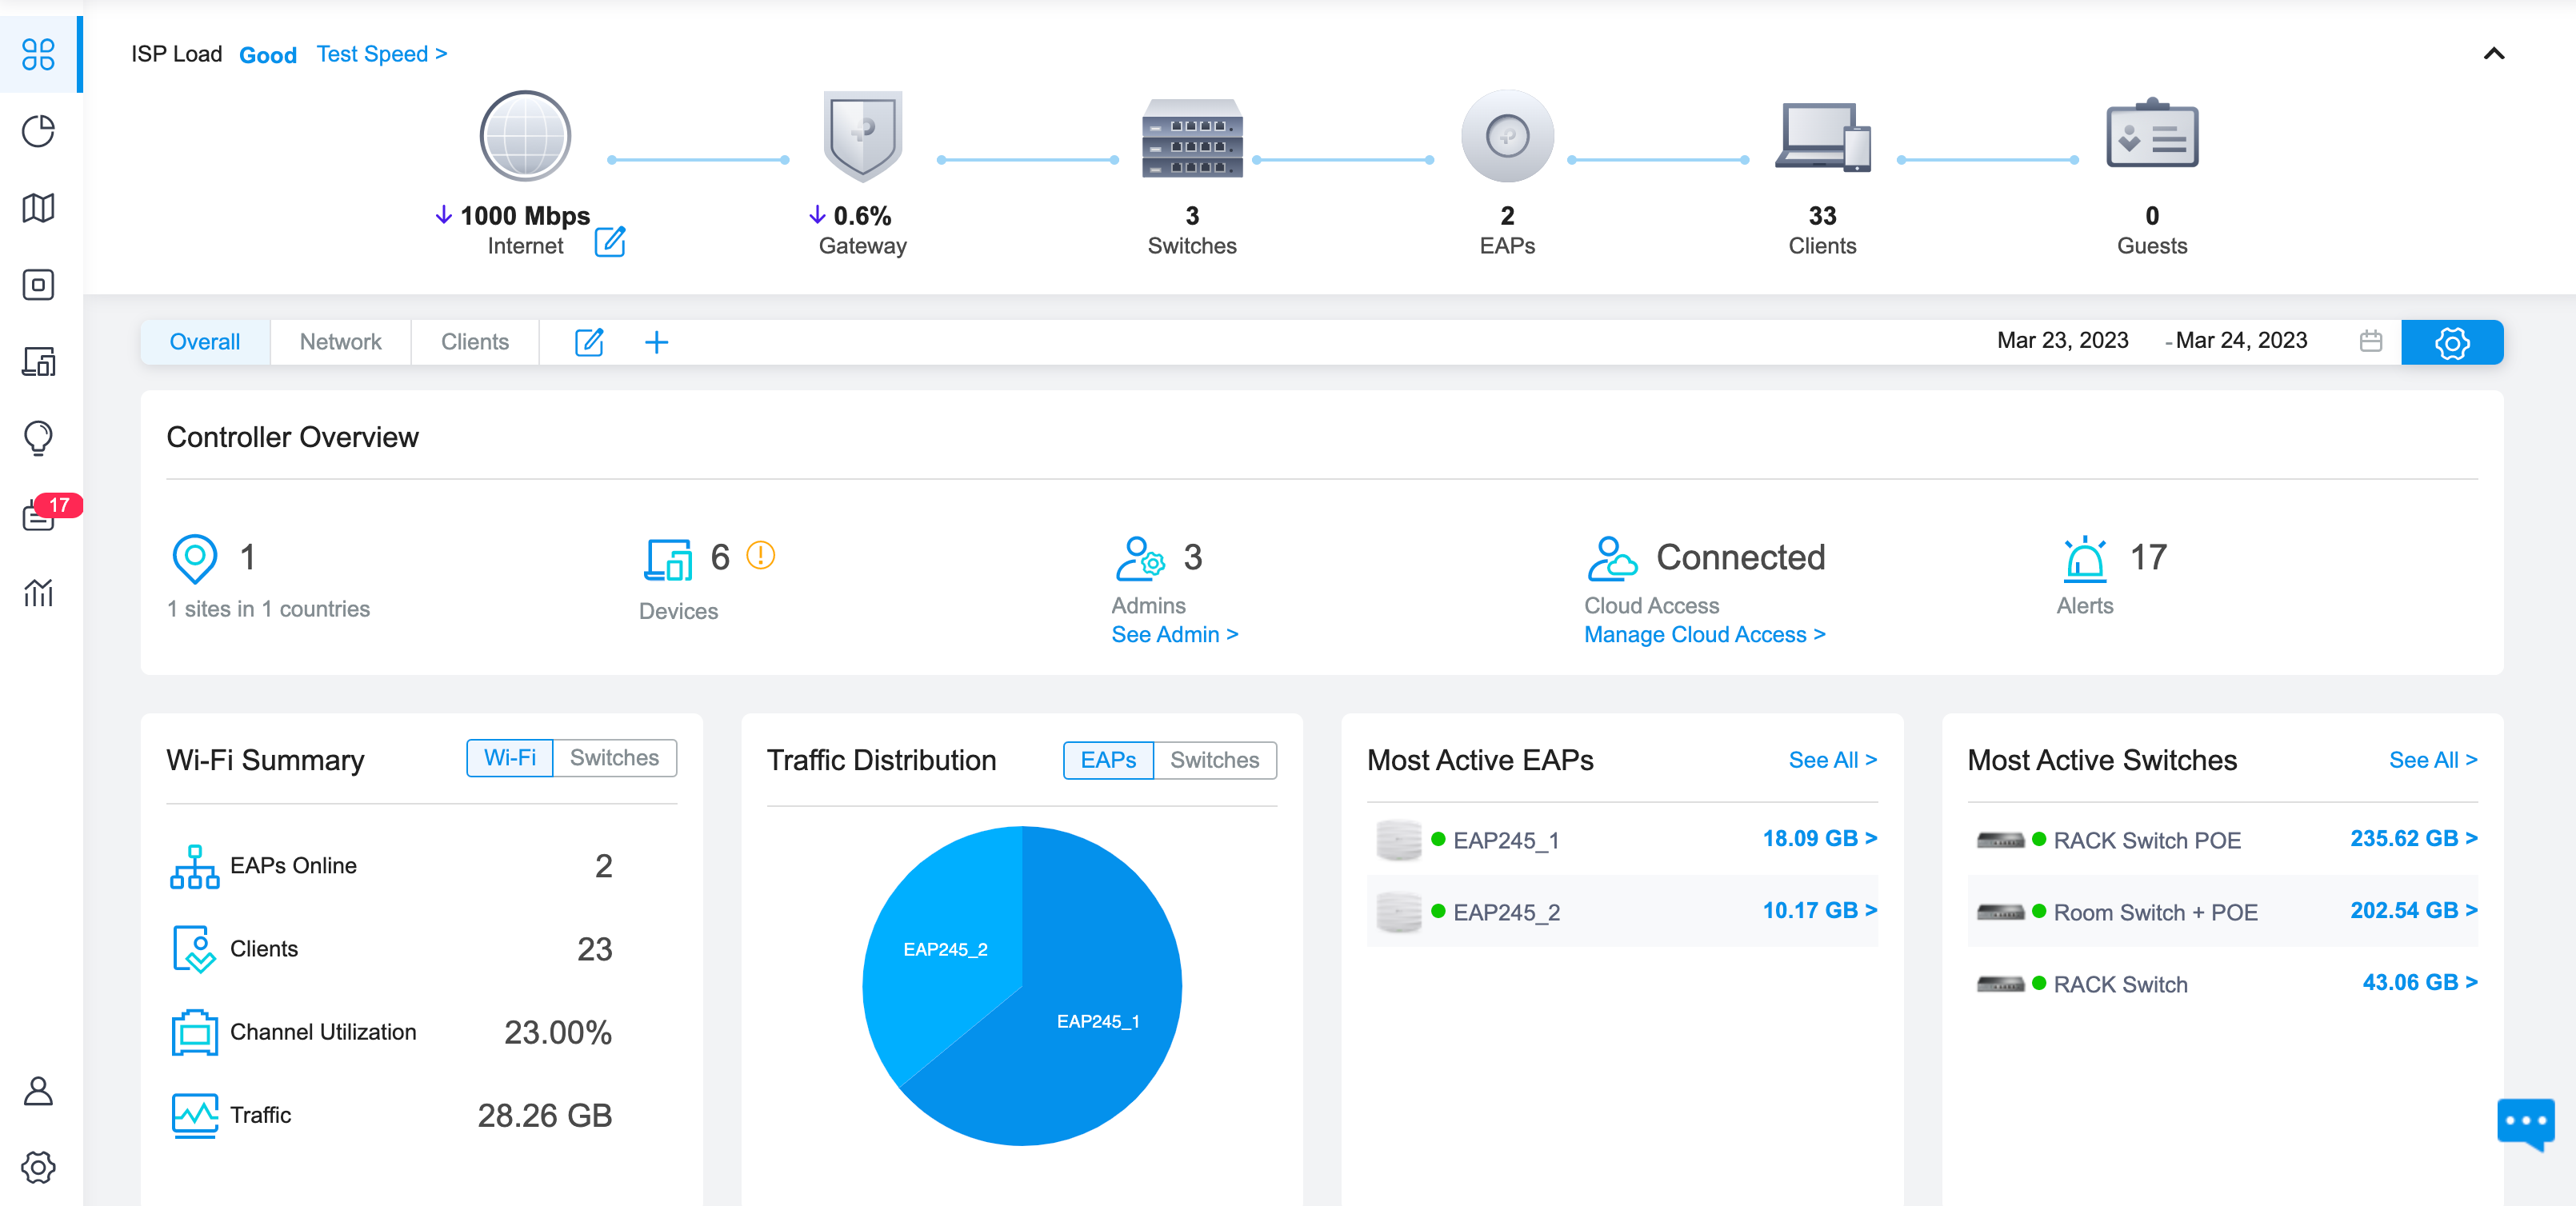 ISP Load Good Test Speed >
1000 Mbps
Internet
0.6%
Gateway
3
Switches
2
EAPs
33
Clients
0
Guests
Overall Network Clients Mar 23, 2023 - Mar 24, 2023
Controller Overview
17
1
1 sites in 1 countries
6
Devices
3
Admins
See Admin >
Connected
Cloud Access
Manage Cloud Access >
17
Alerts
Wi-Fi Summary Wi-Fi Switches
EAPs Online 2
Clients 23
Channel Utilization 23.00%
Traffic 28.26 GB
Traffic Distribution EAPs Switches
EAP245_2
EAP245_1
Most Active EAPs See All >
EAP245_1 18.09 GB >
EAP245_2 10.17 GB >
Most Active Switches See All >
RACK Switch POE 235.62 GB >
Room Switch + POE 202.54 GB >
RACK Switch 43.06 GB >